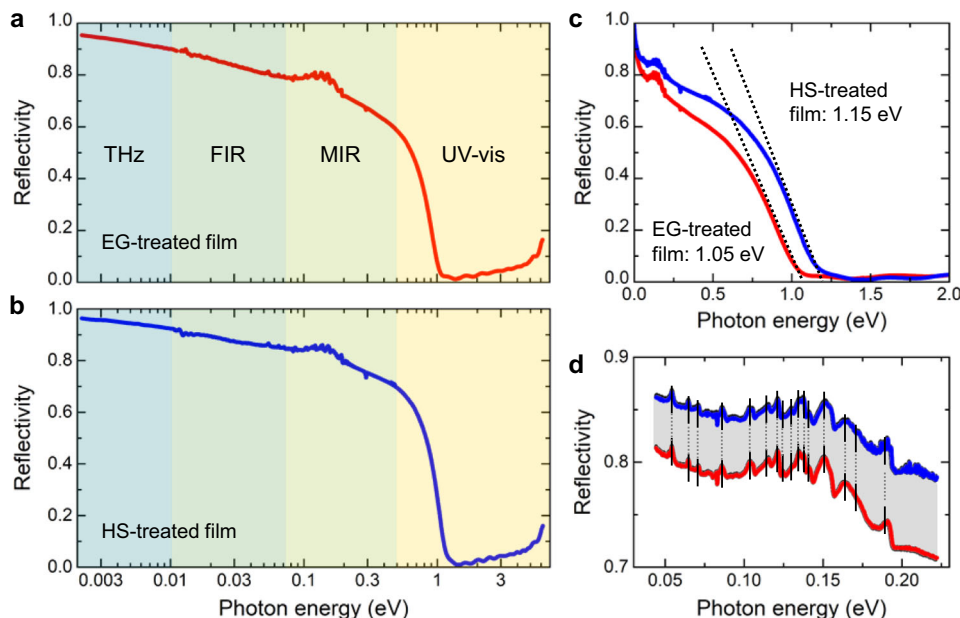 a
1.0
0.8
0.6
0.4
0.2
0.0
Reflectivity
THz
FIR
MIR
UV-vis
EG-treated film
b
1.0
0.8
0.6
0.4
0.2
0.0
Reflectivity
HS-treated film
0.003
0.01
0.03
0.1
0.3
1
3
Photon energy (eV)
c
1.0
0.8
0.6
0.4
0.2
0.0
Reflectivity
HS-treated
film: 1.15 eV
EG-treated
film: 1.05 eV
0.0
0.5
1.0
1.5
2.0
Photon energy (eV)
d
0.9
0.8
0.7
Reflectivity
0.05
0.10
0.15
0.20
Photon energy (eV)